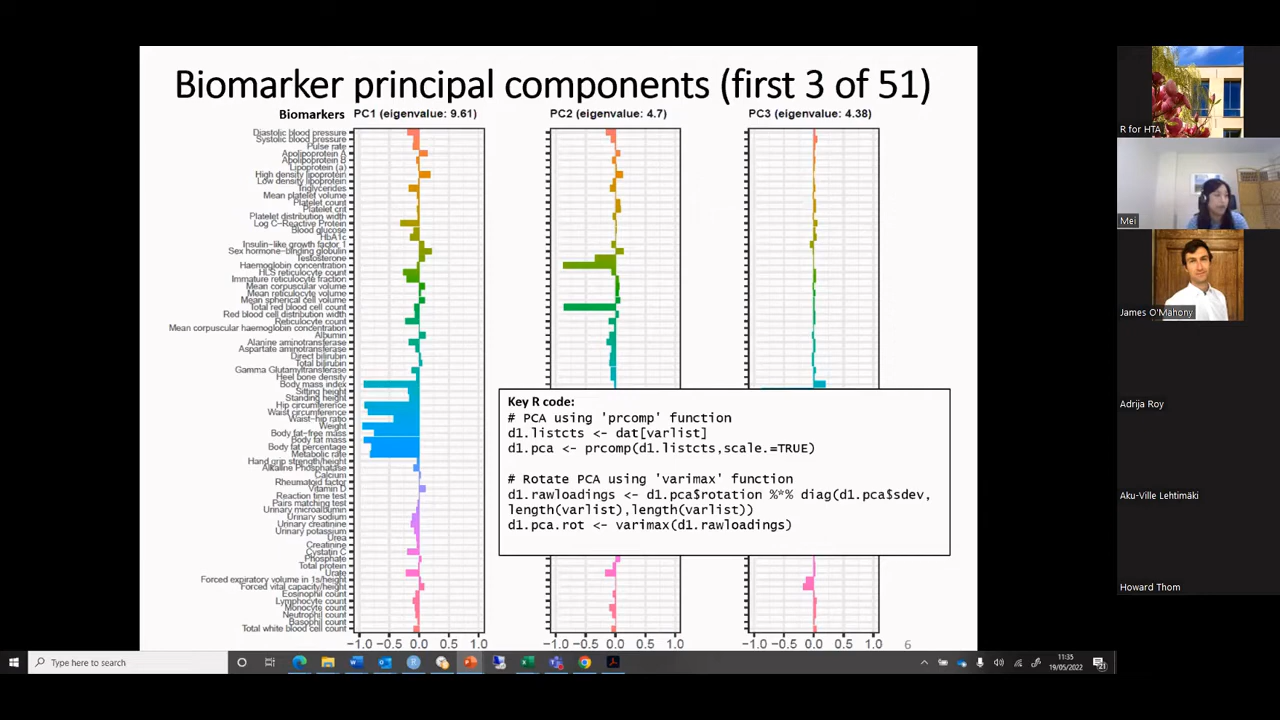 Biomarker principal components (first 3 of 51)
Biomarkers
PC1 (eigenvalue: 9.61)
PC2 (eigenvalue: 4.7)
PC3 (eigenvalue: 4.38)
Diastolic blood pressure
Systolic blood pressure
Pulse rate
Apolipoprotein A
Apolipoprotein B
Lipoprotein (a)
High density lipoprotein
Low density lipoprotein
Triglycerides
Mean platelet volume
Platelet count
Platelet crit
Platelet distribution width
Log C-Reactive Protein
Blood glucose
HbA1c
Insulin-like growth factor 1
Sex hormone-binding globulin
Testosterone
Haemoglobin concentration
HLS reticulocyte count
Immature reticulocyte fraction
Mean corpuscular volume
Mean reticulocyte volume
Mean spherical cell volume
Total red blood cell count
Red blood cell distribution width
Reticulocyte count
Mean corpuscular haemoglobin concentration
Albumin
Alanine aminotransferase
Aspartate aminotransferase
Direct bilirubin
Total bilirubin
Gamma Glutamyltransferase
Heel bone density
Body mass index
Sitting height
Standing height
Hip circumference
Waist circumference
Waist-hip ratio
Weight
Body fat-free mass
Body fat mass
Body fat percentage
Metabolic rate
Hand grip strength/height
Alkaline Phosphatase
Calcium
Rheumatoid factor
Vitamin D
Reaction time test
Pairs matching test
Urinary microalbumin
Urinary sodium
Urinary creatinine
Urinary potassium
Urea
Creatinine
Cystatin C
Phosphate
Total protein
Urate
Forced expiratory volume in 1s/height
Forced vital capacity/height
Eosinophil count
Lymphocyte count
Monocyte count
Neutrophil count
Basophil count
Total white blood cell count
-1.0 -0.5 0.0 0.5 1.0
-1.0 -0.5 0.0 0.5 1.0
-1.0 -0.5 0.0 0.5 1.0
Key R code:
# PCA using 'prcomp' function
d1.listcts <- dat[varlist]
d1.pca <- prcomp(d1.listcts,scale.=TRUE)
# Rotate PCA using 'varimax' function
d1.rawloadings <- d1.pca$rotation %*% diag(d1.pca$sdev,
length(varlist),length(varlist))
d1.pca.rot <- varimax(d1.rawloadings)
6
R for HTA
Mei
James O'Mahony
Adrija Roy
Aku-Ville Lehtimäki
Howard Thom
Type here to search
11:35
19/05/2022